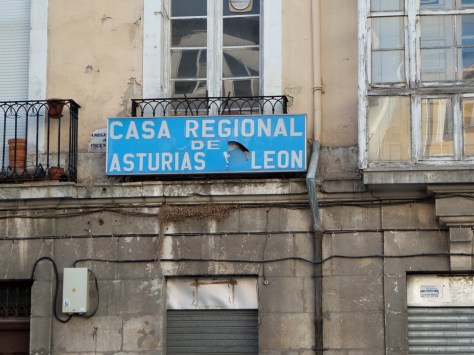 CASA REGIONAL
DE
ASTURIAS Y LEON